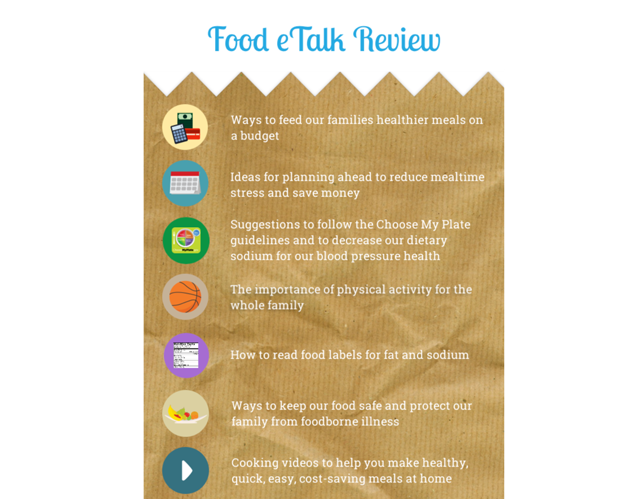 Food eTalk Review
Ways to feed our families healthier meals on
a budget
Ideas for planning ahead to reduce mealtime
stress and save money
Suggestions to follow the Choose My Plate
guidelines and to decrease our dietary
sodium for our blood pressure health
The importance of physical activity for the
whole family
How to read food labels for fat and sodium
Ways to keep our food safe and protect our
family from foodborne illness
Cooking videos to help you make healthy,
quick, easy, cost-saving meals at home